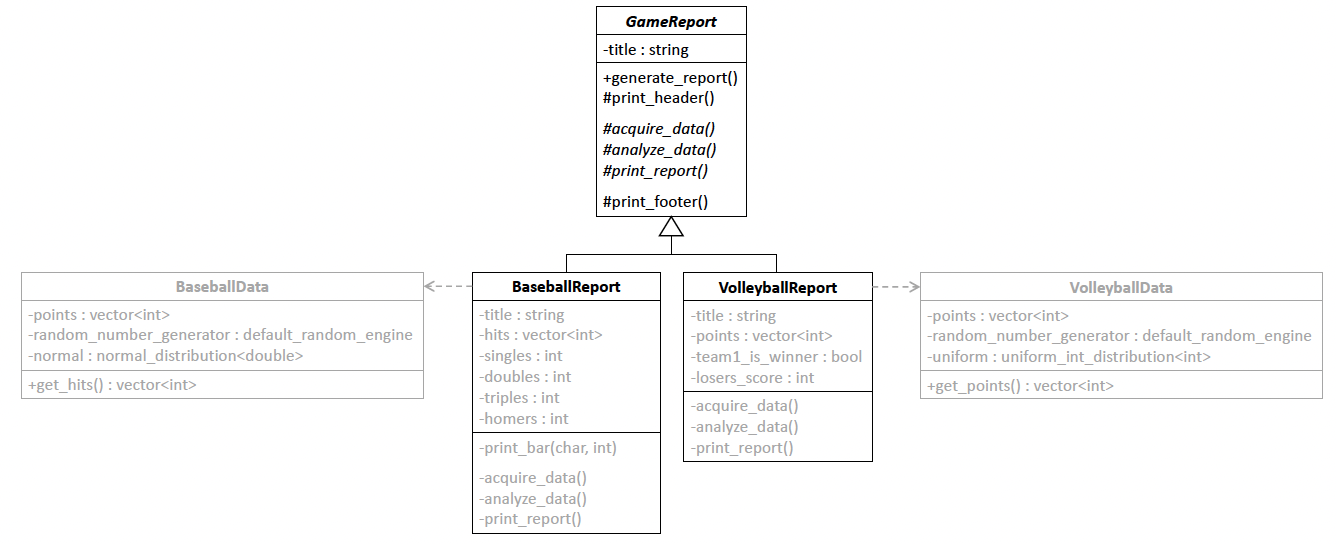 GameReport
-title : string
+generate_report()
#print_header()
#acquire_data()
#analyze_data()
#print_report()
#print_footer()
BaseballData
-points : vector<int>
-random_number_generator : default_random_engine
-normal : normal_distribution<double>
+get_hits() : vector<int>
BaseballReport
-title : string
-hits : vector<int>
-singles : int
-doubles : int
-triples : int
-homers : int
-print_bar(char, int)
-acquire_data()
-analyze_data()
-print_report()
VolleyballReport
-title : string
-points : vector<int>
-team1_is_winner : bool
-losers_score : int
-acquire_data()
-analyze_data()
-print_report()
VolleyballData
-points : vector<int>
-random_number_generator : default_random_engine
-uniform : uniform_int_distribution<int>
+get_points() : vector<int>